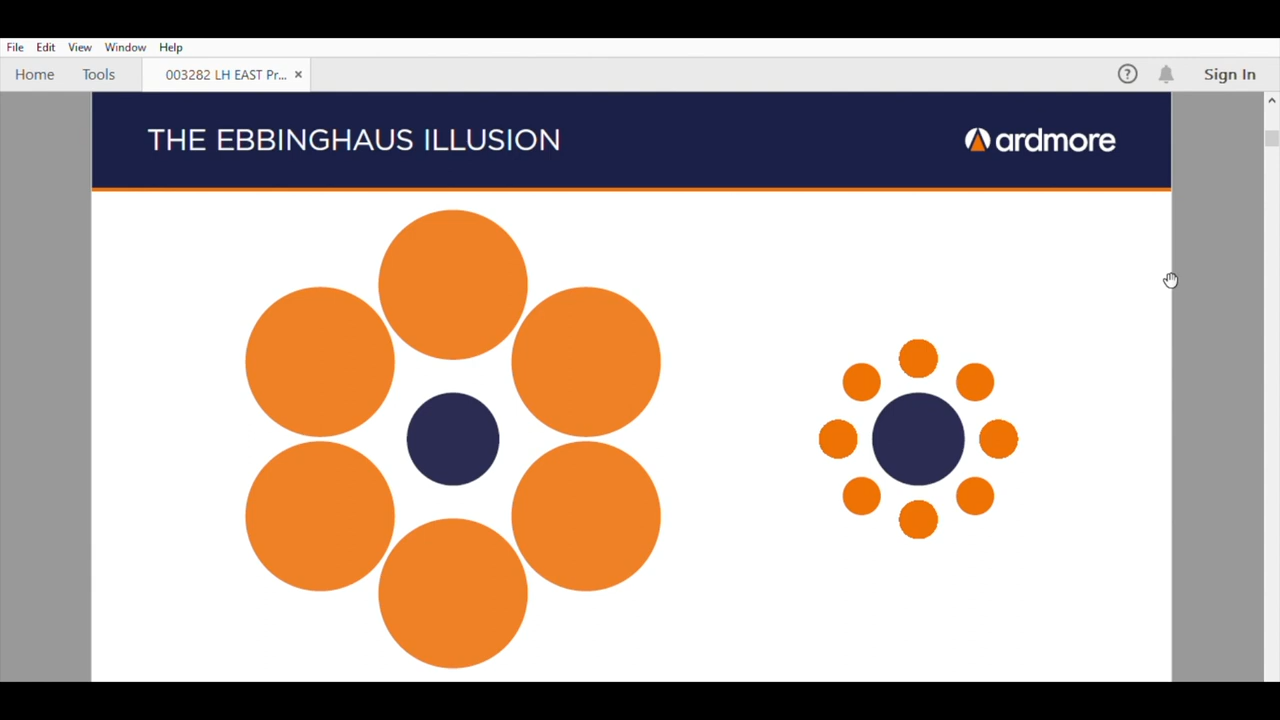 File Edit View Window Help
Home Tools 003282 LH EAST Pr... × ? Sign In
THE EBBINGHAUS ILLUSION ardmore